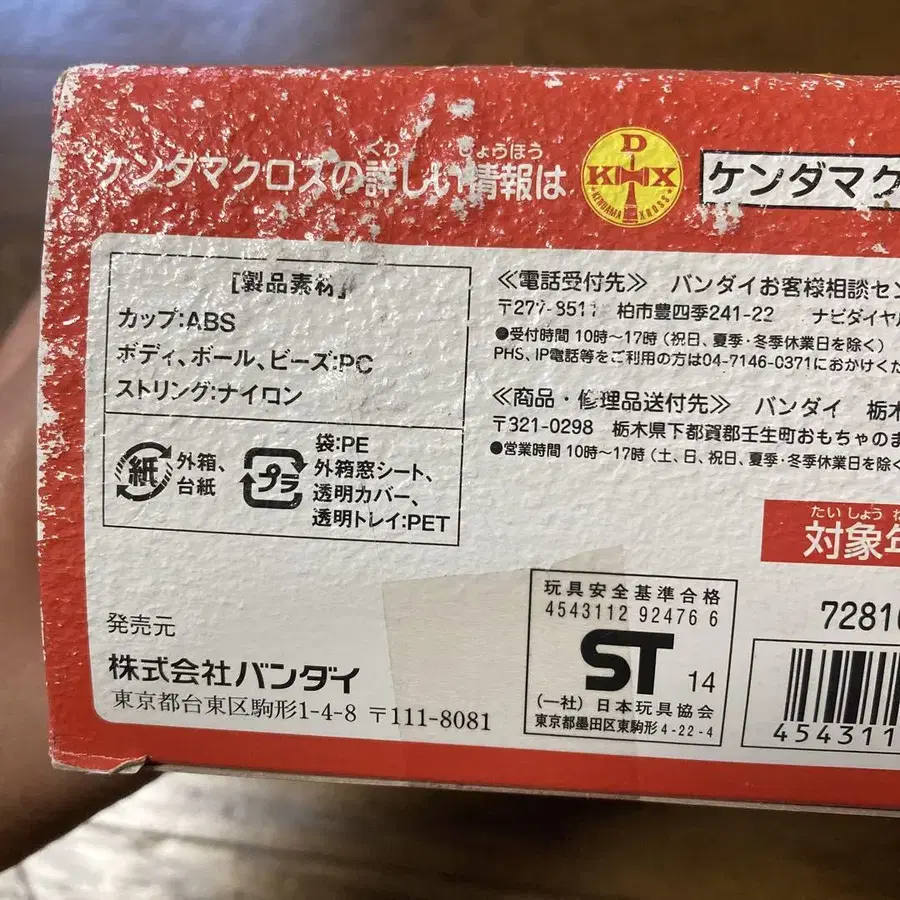 くわ じょうほう
ケンダマクロスの詳しい情報は
D
KX
KENDAMA KROSS
ケンダマク
[製品素材]
カップ:ABS
ボディ、ボール、ビーズ:PC
ストリング:ナイロン
紙
外箱、
台紙
プラ
袋:PE
外箱窓シート、
透明カバー、
透明トレイ:PET
≪電話受付先≫ バンダイお客様相談セン
〒277-8511 柏市豊四季241-22 ナビダイヤル
●受付時間 10時～17時 (祝日、夏季・冬季休業日を除く)
PHS、IP電話等をご利用の方は04-7146-0371におかけくだ
≪商品・修理品送付先≫ バンダイ 栃木
〒321-0298 栃木県下都賀郡壬生町おもちゃのま
●営業時間 10時～17時 (土、日、祝日、夏季・冬季休業日を除く
たいしょう
対象年
発売元
株式会社バンダイ
東京都台東区駒形1-4-8 〒111-8081
玩具安全基準合格
4543112 92476 6
ST 14
(一社) 日本玩具協会
東京都墨田区東駒形4-22-4
72810
454311